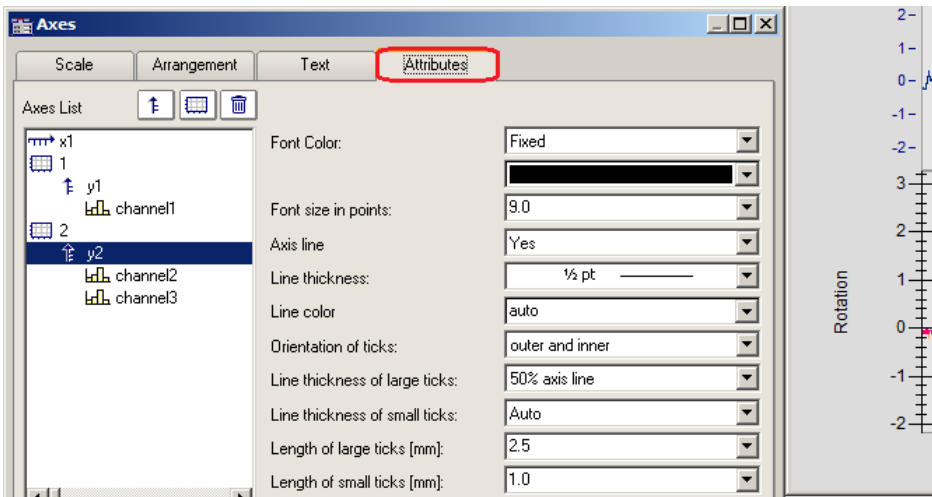 Axes
Scale Arrangement Text Attributes
Axes List
x1
1
y1
channel1
2
y2
channel2
channel3
Font Color: Fixed
Font size in points: 9.0
Axis line Yes
Line thickness: ½ pt
Line color auto
Orientation of ticks: outer and inner
Line thickness of large ticks: 50% axis line
Line thickness of small ticks: Auto
Length of large ticks [mm]: 2.5
Length of small ticks [mm]: 1.0
2
1
0
-1
-2
Rotation
3
2
1
0
-1
-2